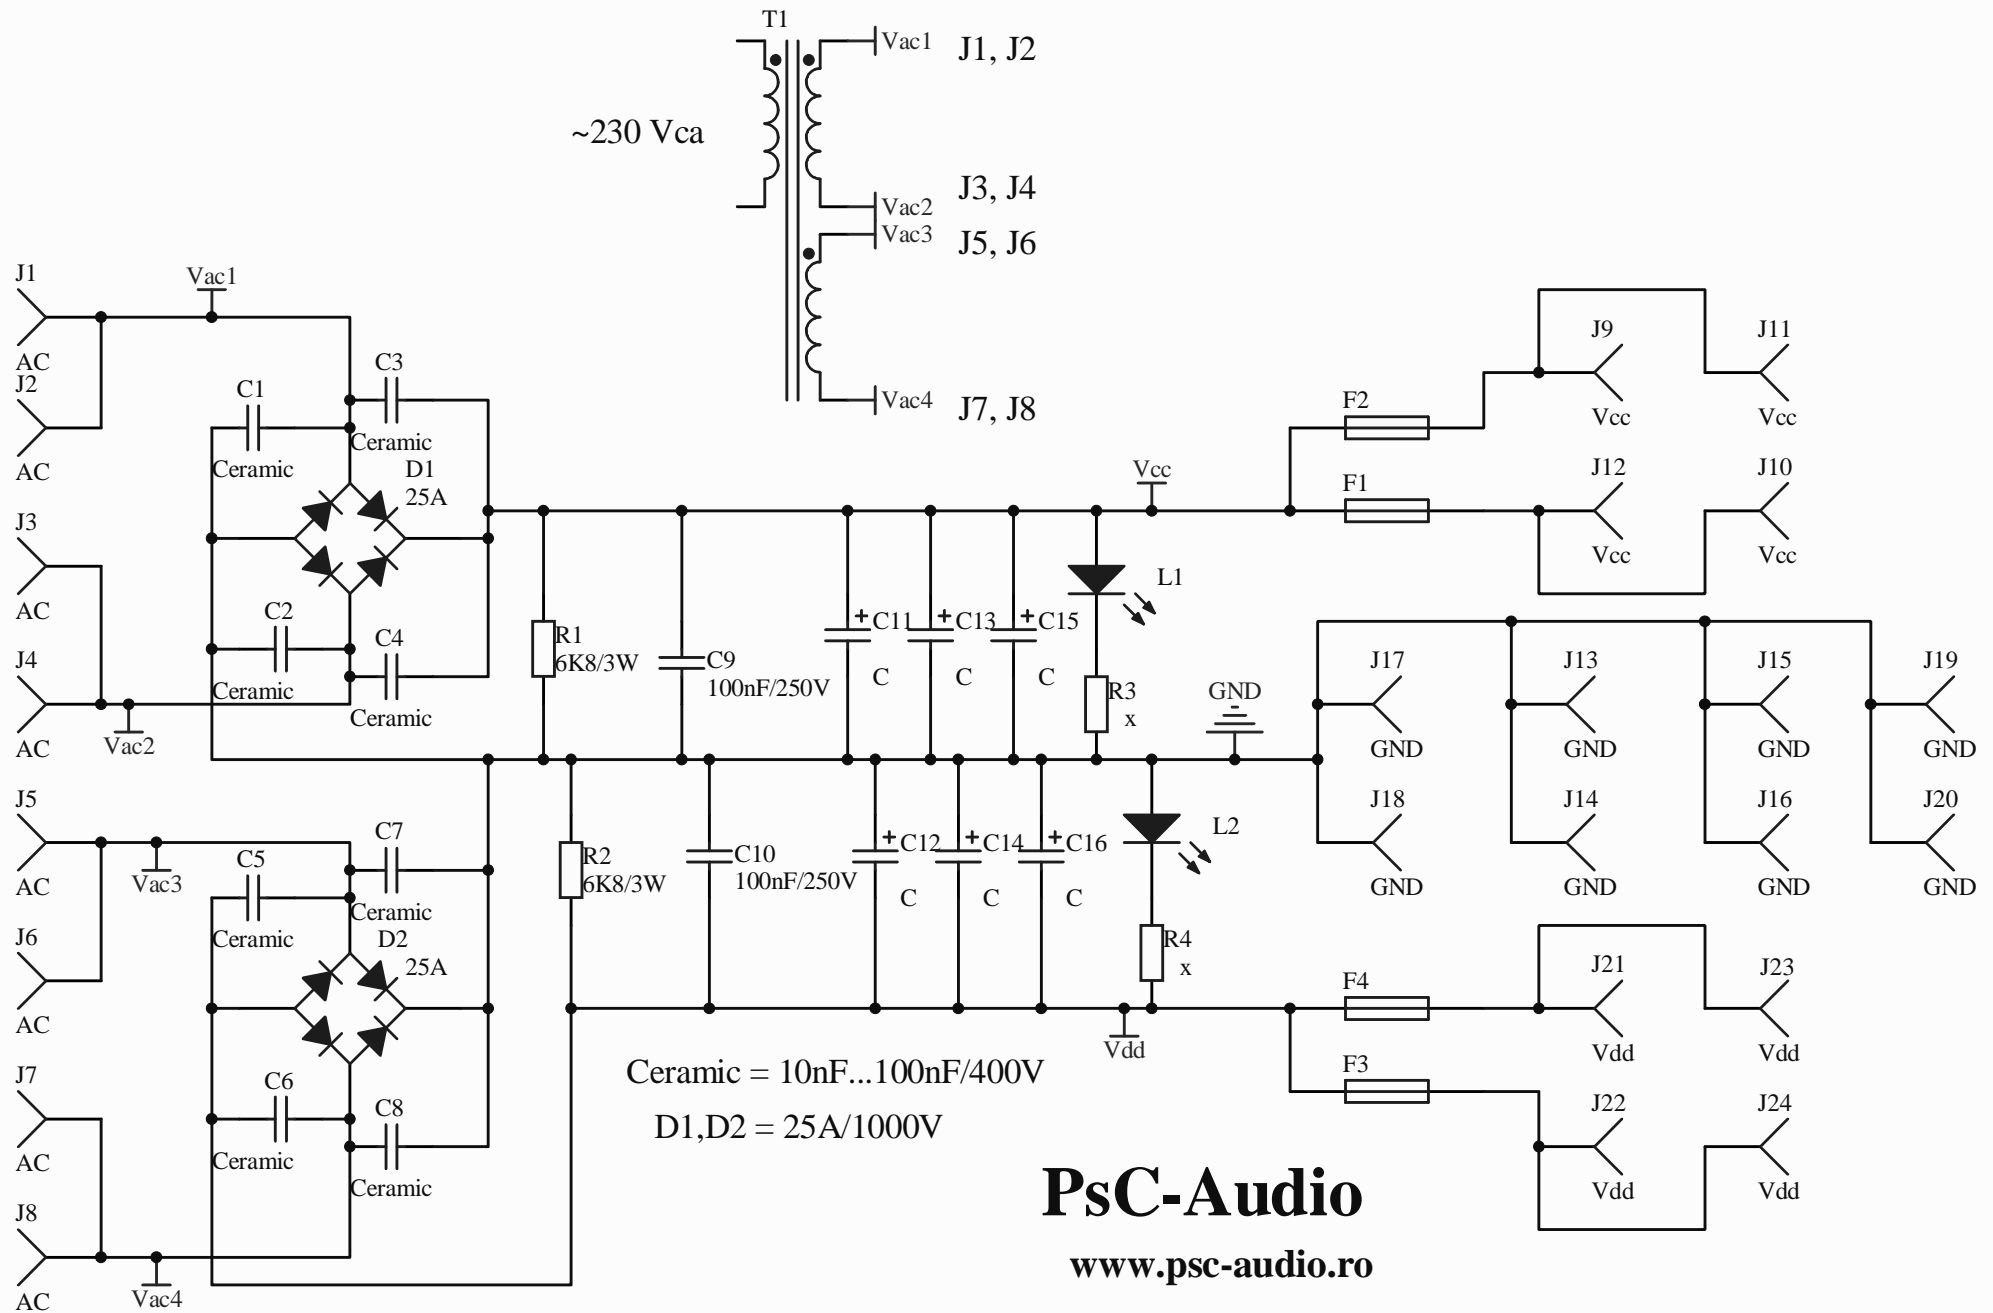 T1
Vac1
J1, J2
~230 Vca
Vac2
J3, J4
Vac3
J5, J6
Vac4
J7, J8
J1
AC
J2
AC
J3
AC
J4
AC
Vac1
Vac2
C1
Ceramic
C3
Ceramic
D1
25A
C2
Ceramic
C4
Ceramic
J5
AC
J6
AC
J7
AC
J8
AC
Vac3
Vac4
C5
Ceramic
C7
Ceramic
D2
25A
C6
Ceramic
C8
Ceramic
R1
6K8/3W
C9
100nF/250V
+ C11
C
+ C13
C
+ C15
C
Vcc
L1
R3
x
GND
R2
6K8/3W
C10
100nF/250V
+ C12
C
+ C14
C
+ C16
C
L2
R4
x
Vdd
F2
F1
J9
Vcc
J11
Vcc
J12
Vcc
J10
Vcc
J17
GND
J13
GND
J15
GND
J19
GND
J18
GND
J14
GND
J16
GND
J20
GND
F4
F3
J21
Vdd
J23
Vdd
J22
Vdd
J24
Vdd
Ceramic = 10nF...100nF/400V
D1,D2 = 25A/1000V
PsC-Audio
www.psc-audio.ro